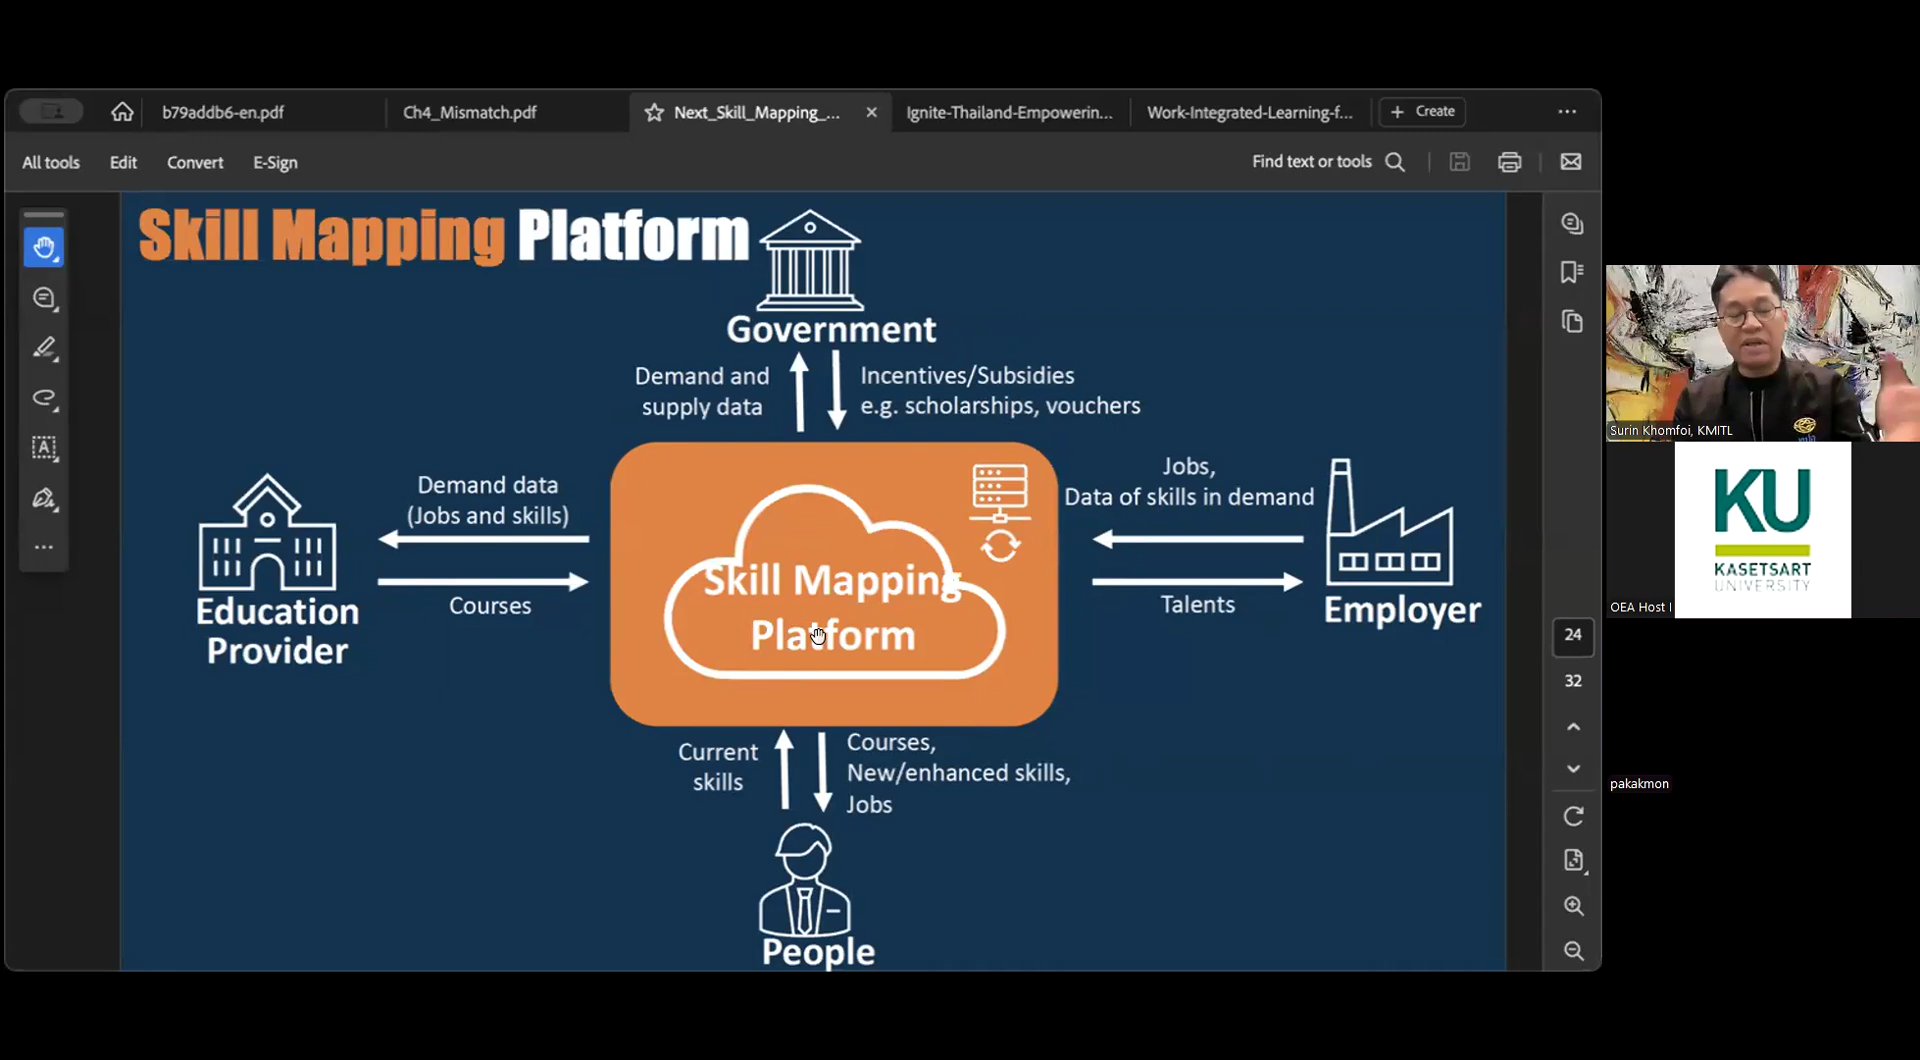 b79addb6-en.pdf
Ch4_Mismatch.pdf
Next_Skill_Mapping_...
Ignite-Thailand-Empowerin...
Work-Integrated-Learning-f...
Create
All tools
Edit
Convert
E-Sign
Find text or tools
Skill Mapping Platform
Government
Demand and
supply data
Incentives/Subsidies
e.g. scholarships, vouchers
Demand data
(Jobs and skills)
Courses
Education
Provider
Skill Mapping
Platform
Jobs,
Data of skills in demand
Talents
Employer
Current
skills
Courses,
New/enhanced skills,
Jobs
People
24
32
Surin Khomfoi, KMITL
KU
KASETSART
UNIVERSITY
OEA Host I
pakakmon